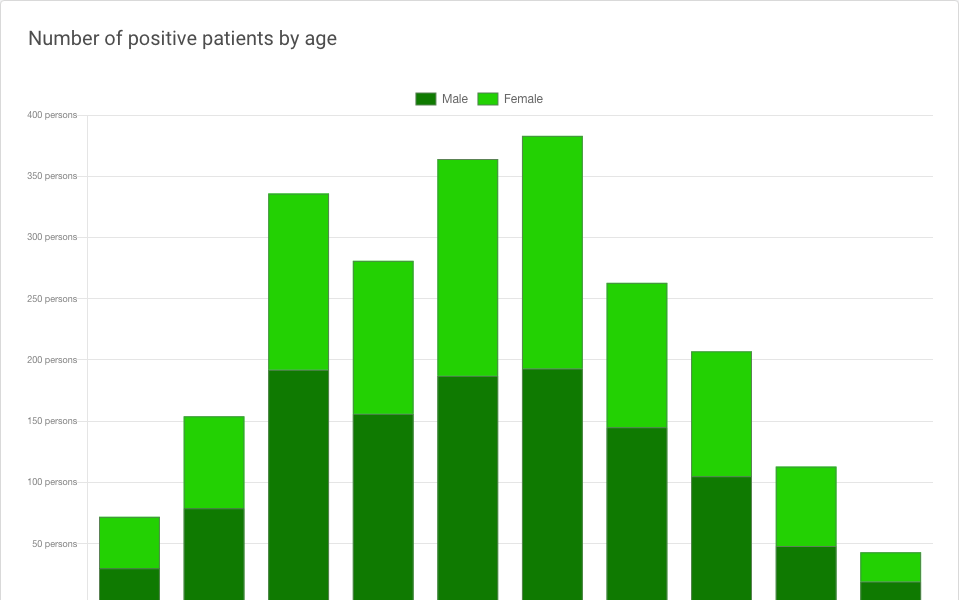 Number of positive patients by age
Male Female
400 persons
350 persons
300 persons
250 persons
200 persons
150 persons
100 persons
50 persons